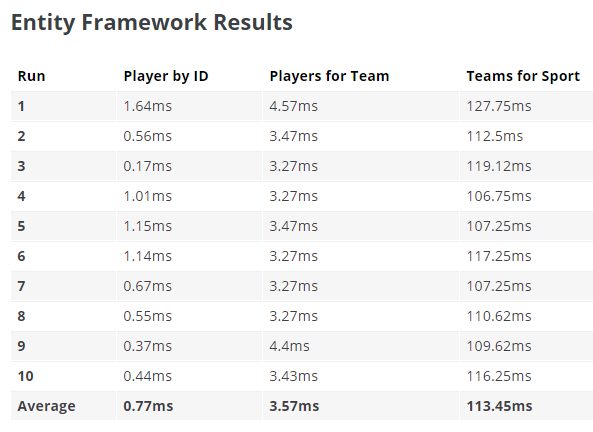 Entity Framework Results
Run Player by ID Players for Team Teams for Sport
1 1.64ms 4.57ms 127.75ms
2 0.56ms 3.47ms 112.5ms
3 0.17ms 3.27ms 119.12ms
4 1.01ms 3.27ms 106.75ms
5 1.15ms 3.47ms 107.25ms
6 1.14ms 3.27ms 117.25ms
7 0.67ms 3.27ms 107.25ms
8 0.55ms 3.27ms 110.62ms
9 0.37ms 4.4ms 109.62ms
10 0.44ms 3.43ms 116.25ms
Average 0.77ms 3.57ms 113.45ms